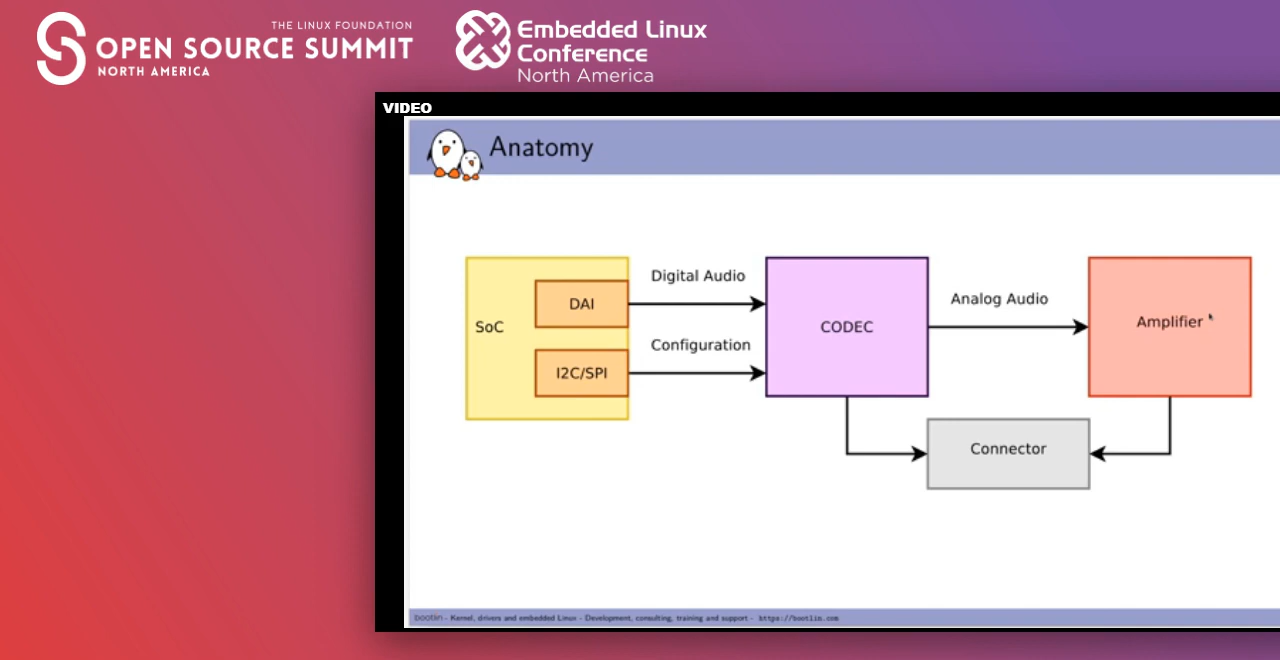 THE LINUX FOUNDATION
OPEN SOURCE SUMMIT
NORTH AMERICA
Embedded Linux
Conference
North America
VIDEO
Anatomy
SoC
DAI
I2C/SPI
Digital Audio
Configuration
CODEC
Analog Audio
Amplifier
Connector
bootlin - Kernel, drivers and embedded Linux - Development, consulting, training and support - https://bootlin.com